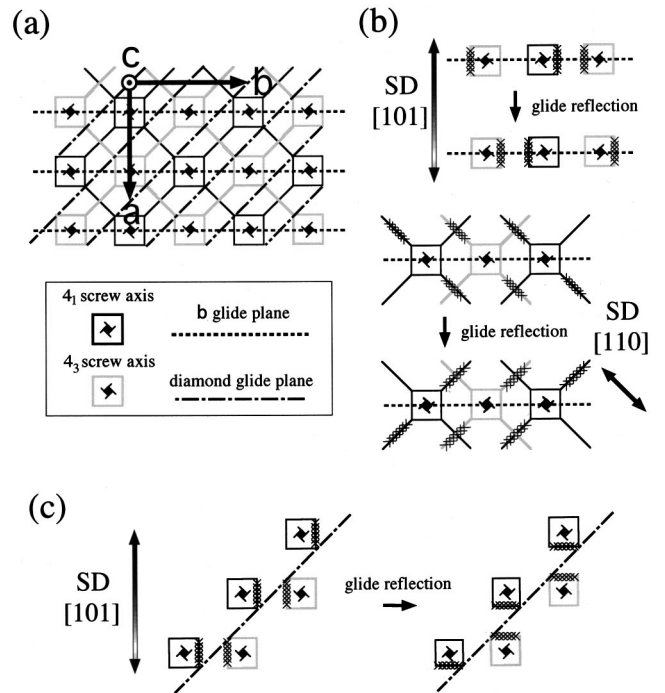 (a)
c
b
a
4₁ screw axis
b glide plane
4₃ screw axis
diamond glide plane
(b)
SD
[101]
glide reflection
glide reflection
SD
[110]
(c)
SD
[101]
glide reflection